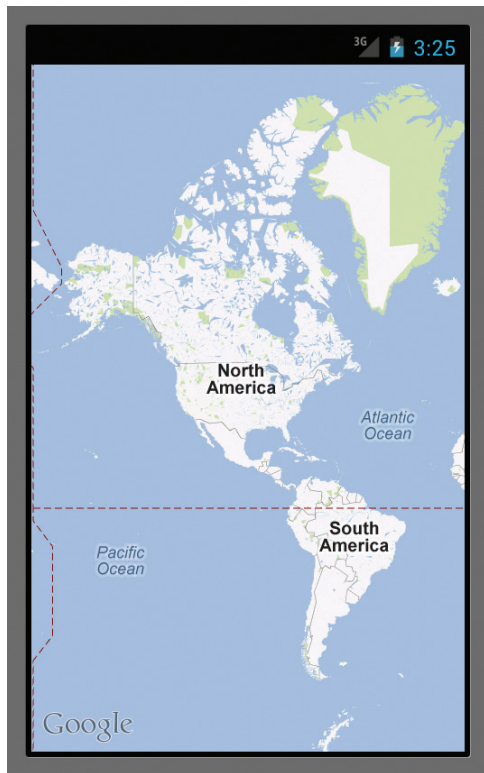 3G 3:25
North
America
Atlantic
Ocean
South
America
Pacific
Ocean
Google